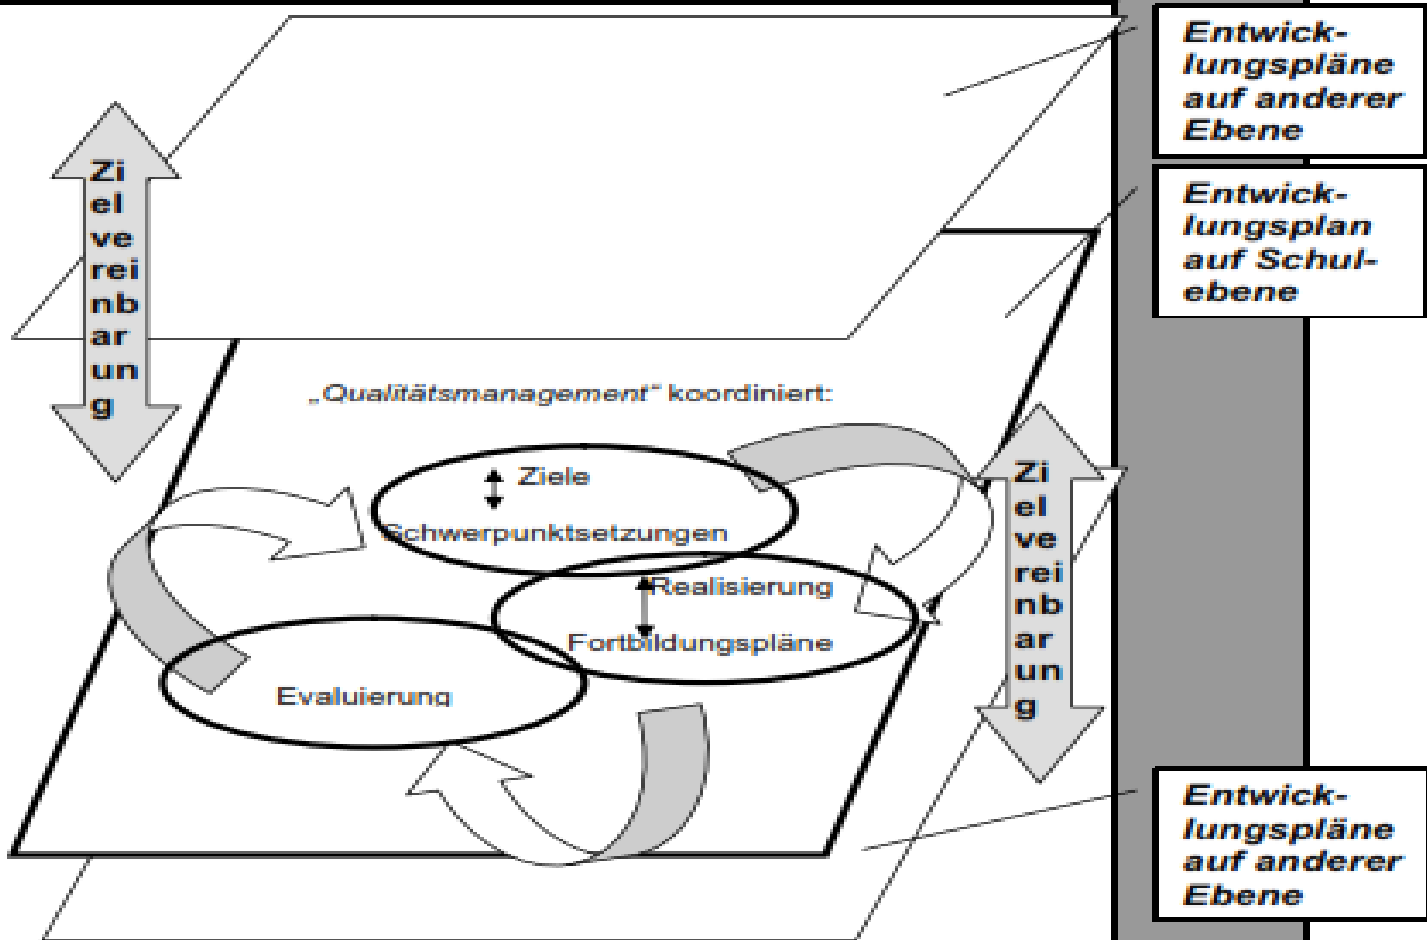 Entwick-
lungspläne
auf anderer
Ebene
Entwick-
lungsplan
auf Schul-
ebene
Zi
el
ve
rei
nb
ar
un
g
„Qualitätsmanagement“ koordiniert:
Ziele
Schwerpunktsetzungen
Realisierung
Fortbildungspläne
Evaluierung
Zi
el
ve
rei
nb
ar
un
g
Entwick-
lungspläne
auf anderer
Ebene